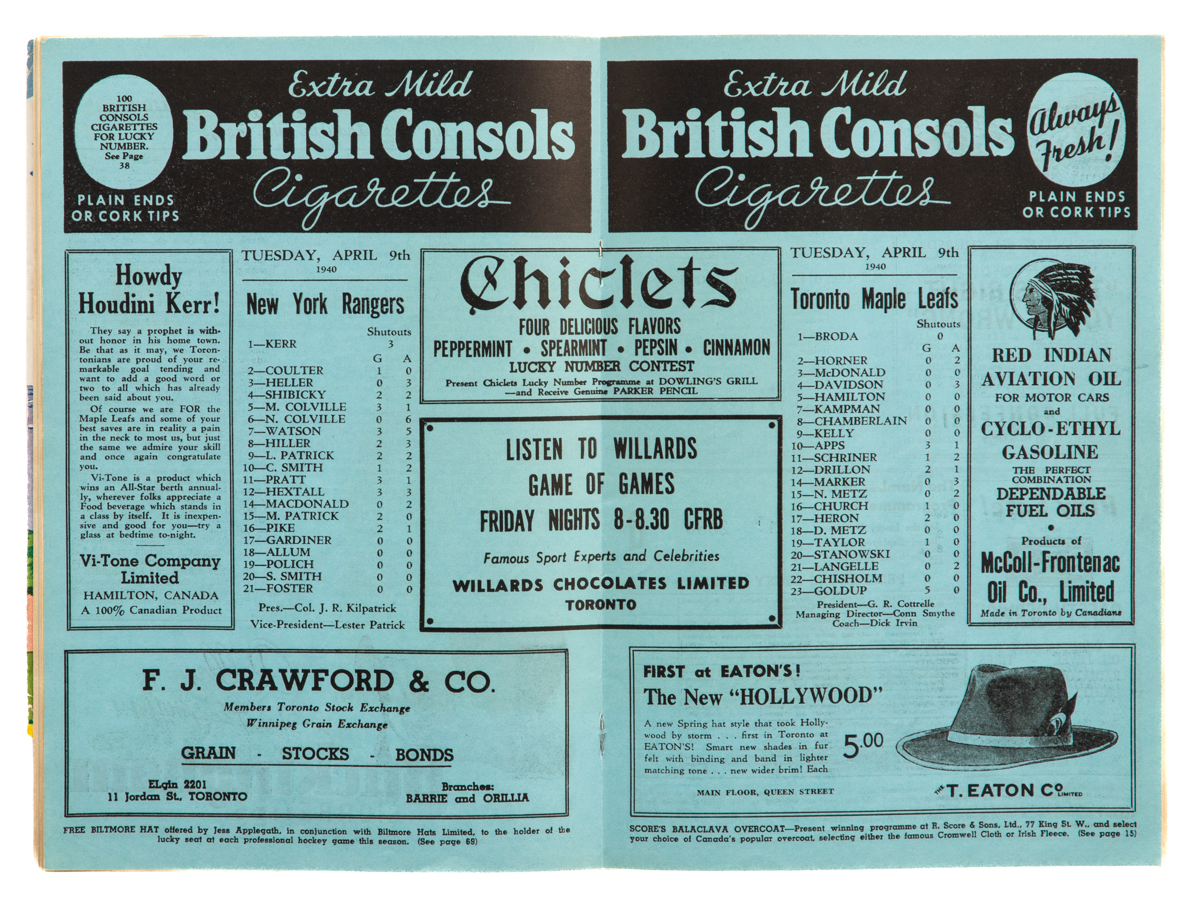 100
BRITISH
CONSOLS
CIGARETTES
FOR LUCKY
NUMBER.
See Page
38
PLAIN ENDS
OR CORK TIPS
Extra Mild
British Consols
Cigarettes
Extra Mild
British Consols
Cigarettes
Always
Fresh!
PLAIN ENDS
OR CORK TIPS
Howdy
Houdini Kerr!
They say a prophet is with-
out honor in his home town.
Be that as it may, we Toron-
tonians are proud of your re-
markable goal tending and
want to add a good word or
two to all which has already
been said about you.
Of course we are FOR the
Maple Leafs and some of your
best saves are in reality a pain
in the neck to most us, but just
the same we admire your skill
and once again congratulate
you.
Vi-Tone is a product which
wins an All-Star berth annual-
ly, wherever folks appreciate a
Food beverage which stands in
a class by itself. It is inexpen-
sive and good for you—try a
glass at bedtime to-night.
Vi-Tone Company
Limited
HAMILTON, CANADA
A 100% Canadian Product
TUESDAY, APRIL 9th
1940
New York Rangers
Shutouts
1—KERR 3
G A
2—COULTER 1 0
3—HELLER 0 3
4—SHIBICKY 2 2
5—M. COLVILLE 3 1
6—N. COLVILLE 0 6
7—WATSON 3 5
8—HILLER 2 3
9—L. PATRICK 2 2
10—C. SMITH 1 2
11—PRATT 3 1
12—HEXTALL 3 3
14—MACDONALD 0 2
15—M. PATRICK 2 0
16—PIKE 2 1
17—GARDINER 0 0
18—ALLUM 0 0
19—POLICH 0 0
20—S. SMITH 0 0
21—FOSTER 0 0
Pres.—Col. J. R. Kilpatrick
Vice-President—Lester Patrick
Chiclets
FOUR DELICIOUS FLAVORS
PEPPERMINT • SPEARMINT • PEPSIN • CINNAMON
LUCKY NUMBER CONTEST
Present Chiclets Lucky Number Programme at DOWLING'S GRILL
—and Receive Genuine PARKER PENCIL
LISTEN TO WILLARDS
GAME OF GAMES
FRIDAY NIGHTS 8-8.30 CFRB
Famous Sport Experts and Celebrities
WILLARDS CHOCOLATES LIMITED
TORONTO
TUESDAY, APRIL 9th
1940
Toronto Maple Leafs
Shutouts
1—BRODA 0
G A
2—HORNER 0 2
3—McDONALD 0 0
4—DAVIDSON 0 3
5—HAMILTON 0 0
7—KAMPMAN 0 0
8—CHAMBERLAIN 0 0
9—KELLY 0 0
10—APPS 3 1
11—SCHRINER 1 2
12—DRILLON 2 1
14—MARKER 0 3
15—N. METZ 0 2
16—CHURCH 1 0
17—HERON 2 0
18—D. METZ 0 0
19—TAYLOR 1 0
20—STANOWSKI 0 0
21—LANGELLE 0 2
22—CHISHOLM 0 0
23—GOLDUP 5 0
President—G. R. Cottrelle
Managing Director—Conn Smythe
Coach—Dick Irvin
RED INDIAN
AVIATION OIL
FOR MOTOR CARS
and
CYCLO-ETHYL
GASOLINE
THE PERFECT
COMBINATION
DEPENDABLE
FUEL OILS
•
Products of
McColl-Frontenac
Oil Co., Limited
Made in Toronto by Canadians
F. J. CRAWFORD & CO.
Members Toronto Stock Exchange
Winnipeg Grain Exchange
GRAIN - STOCKS - BONDS
ELgin 2201
11 Jordan St., TORONTO
Branches:
BARRIE and ORILLIA
FIRST at EATON'S!
The New "HOLLYWOOD"
A new Spring hat style that took Holly-
wood by storm . . . first in Toronto at
EATON'S! Smart new shades in fur
felt with binding and band in lighter
matching tone . . . new wider brim! Each
5.00
MAIN FLOOR, QUEEN STREET
THE T. EATON CO LIMITED
FREE BILTMORE HAT offered by Jess Applegath, in conjunction with Biltmore Hats Limited, to the holder of the
lucky seat at each professional hockey game this season. (See page 69)
SCORE'S BALACLAVA OVERCOAT—Present winning programme at R. Score & Sons, Ltd., 77 King St. W., and select
your choice of Canada's popular overcoat, selecting either the famous Cromwell Cloth or Irish Fleece. (See page 15)